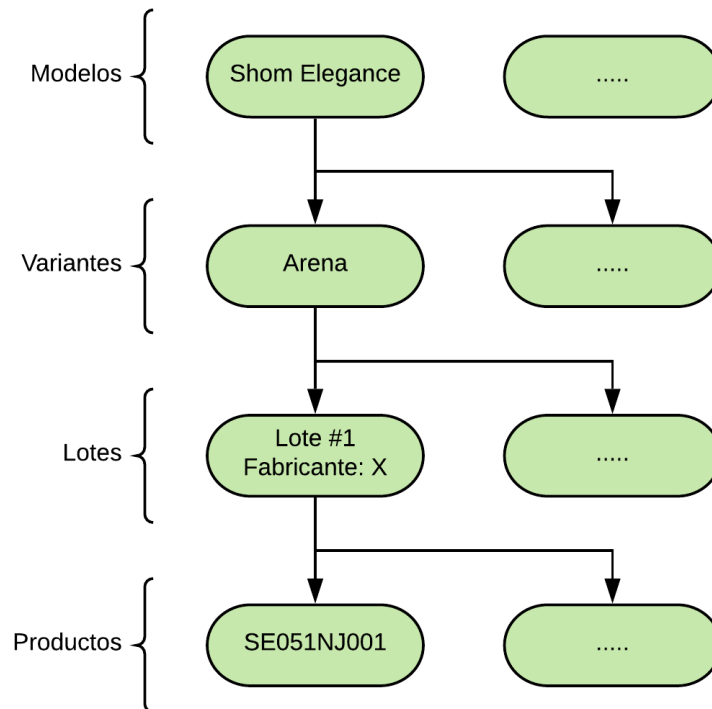 Modelos
Shom Elegance
.....
Variantes
Arena
.....
Lotes
Lote #1
Fabricante: X
.....
Productos
SE051NJ001
.....